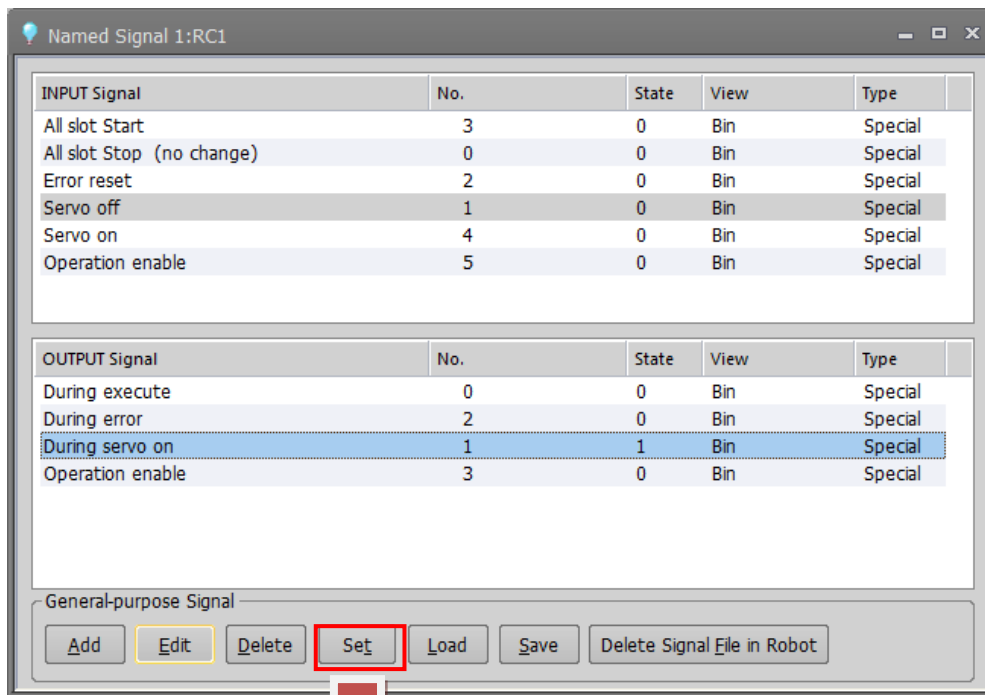 Named Signal 1:RC1
INPUT Signal No. State View Type
All slot Start 3 0 Bin Special
All slot Stop (no change) 0 0 Bin Special
Error reset 2 0 Bin Special
Servo off 1 0 Bin Special
Servo on 4 0 Bin Special
Operation enable 5 0 Bin Special
OUTPUT Signal No. State View Type
During execute 0 0 Bin Special
During error 2 0 Bin Special
During servo on 1 1 Bin Special
Operation enable 3 0 Bin Special
General-purpose Signal
Add Edit Delete Set Load Save Delete Signal File in Robot